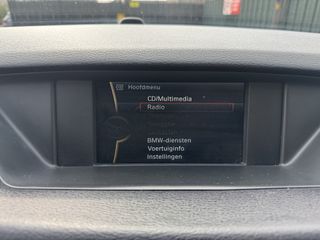 Hoofdmenu
CD/Multimedia
Radio
BMW-diensten
Voertuiginfo
Instellingen